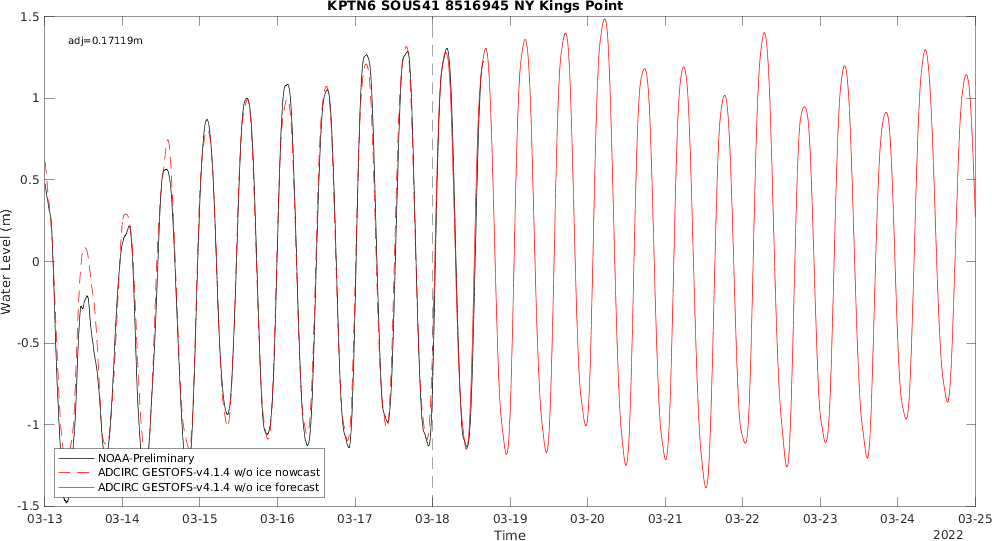 KPTN6 SOUS41 8516945 NY Kings Point
adj=0.17119m
Water Level (m)
1.5
1
0.5
0
-0.5
-1
-1.5
NOAA-Preliminary
ADCIRC GESTOFS-v4.1.4 w/o ice nowcast
ADCIRC GESTOFS-v4.1.4 w/o ice forecast
03-13 03-14 03-15 03-16 03-17 03-18 03-19 03-20 03-21 03-22 03-23 03-24 03-25
Time
2022